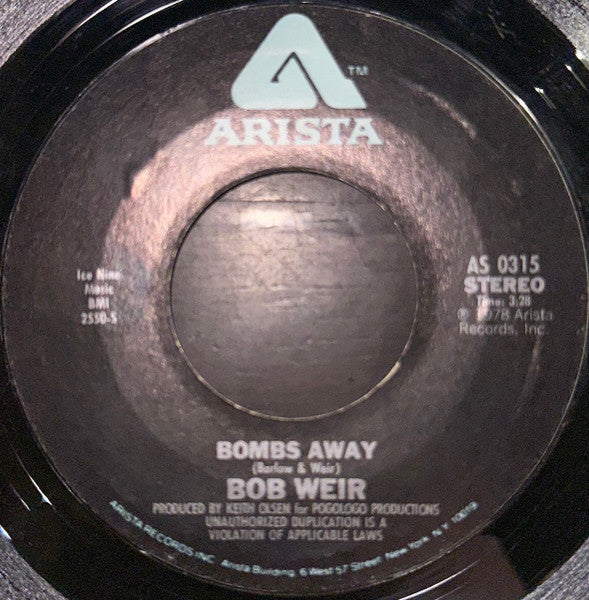 TM
ARISTA
Ice Nine
Music
BMI
2550-S
AS 0315
STEREO
Time: 3:28
℗ 1978 Arista
Records, Inc.
BOMBS AWAY
(Barlow & Weir)
BOB WEIR
PRODUCED BY KEITH OLSEN for POGOLOGO PRODUCTIONS
UNAUTHORIZED DUPLICATION IS A
VIOLATION OF APPLICABLE LAWS
ARISTA RECORDS INC. Arista Building, 6 West 57 Street New York, N.Y. 10019